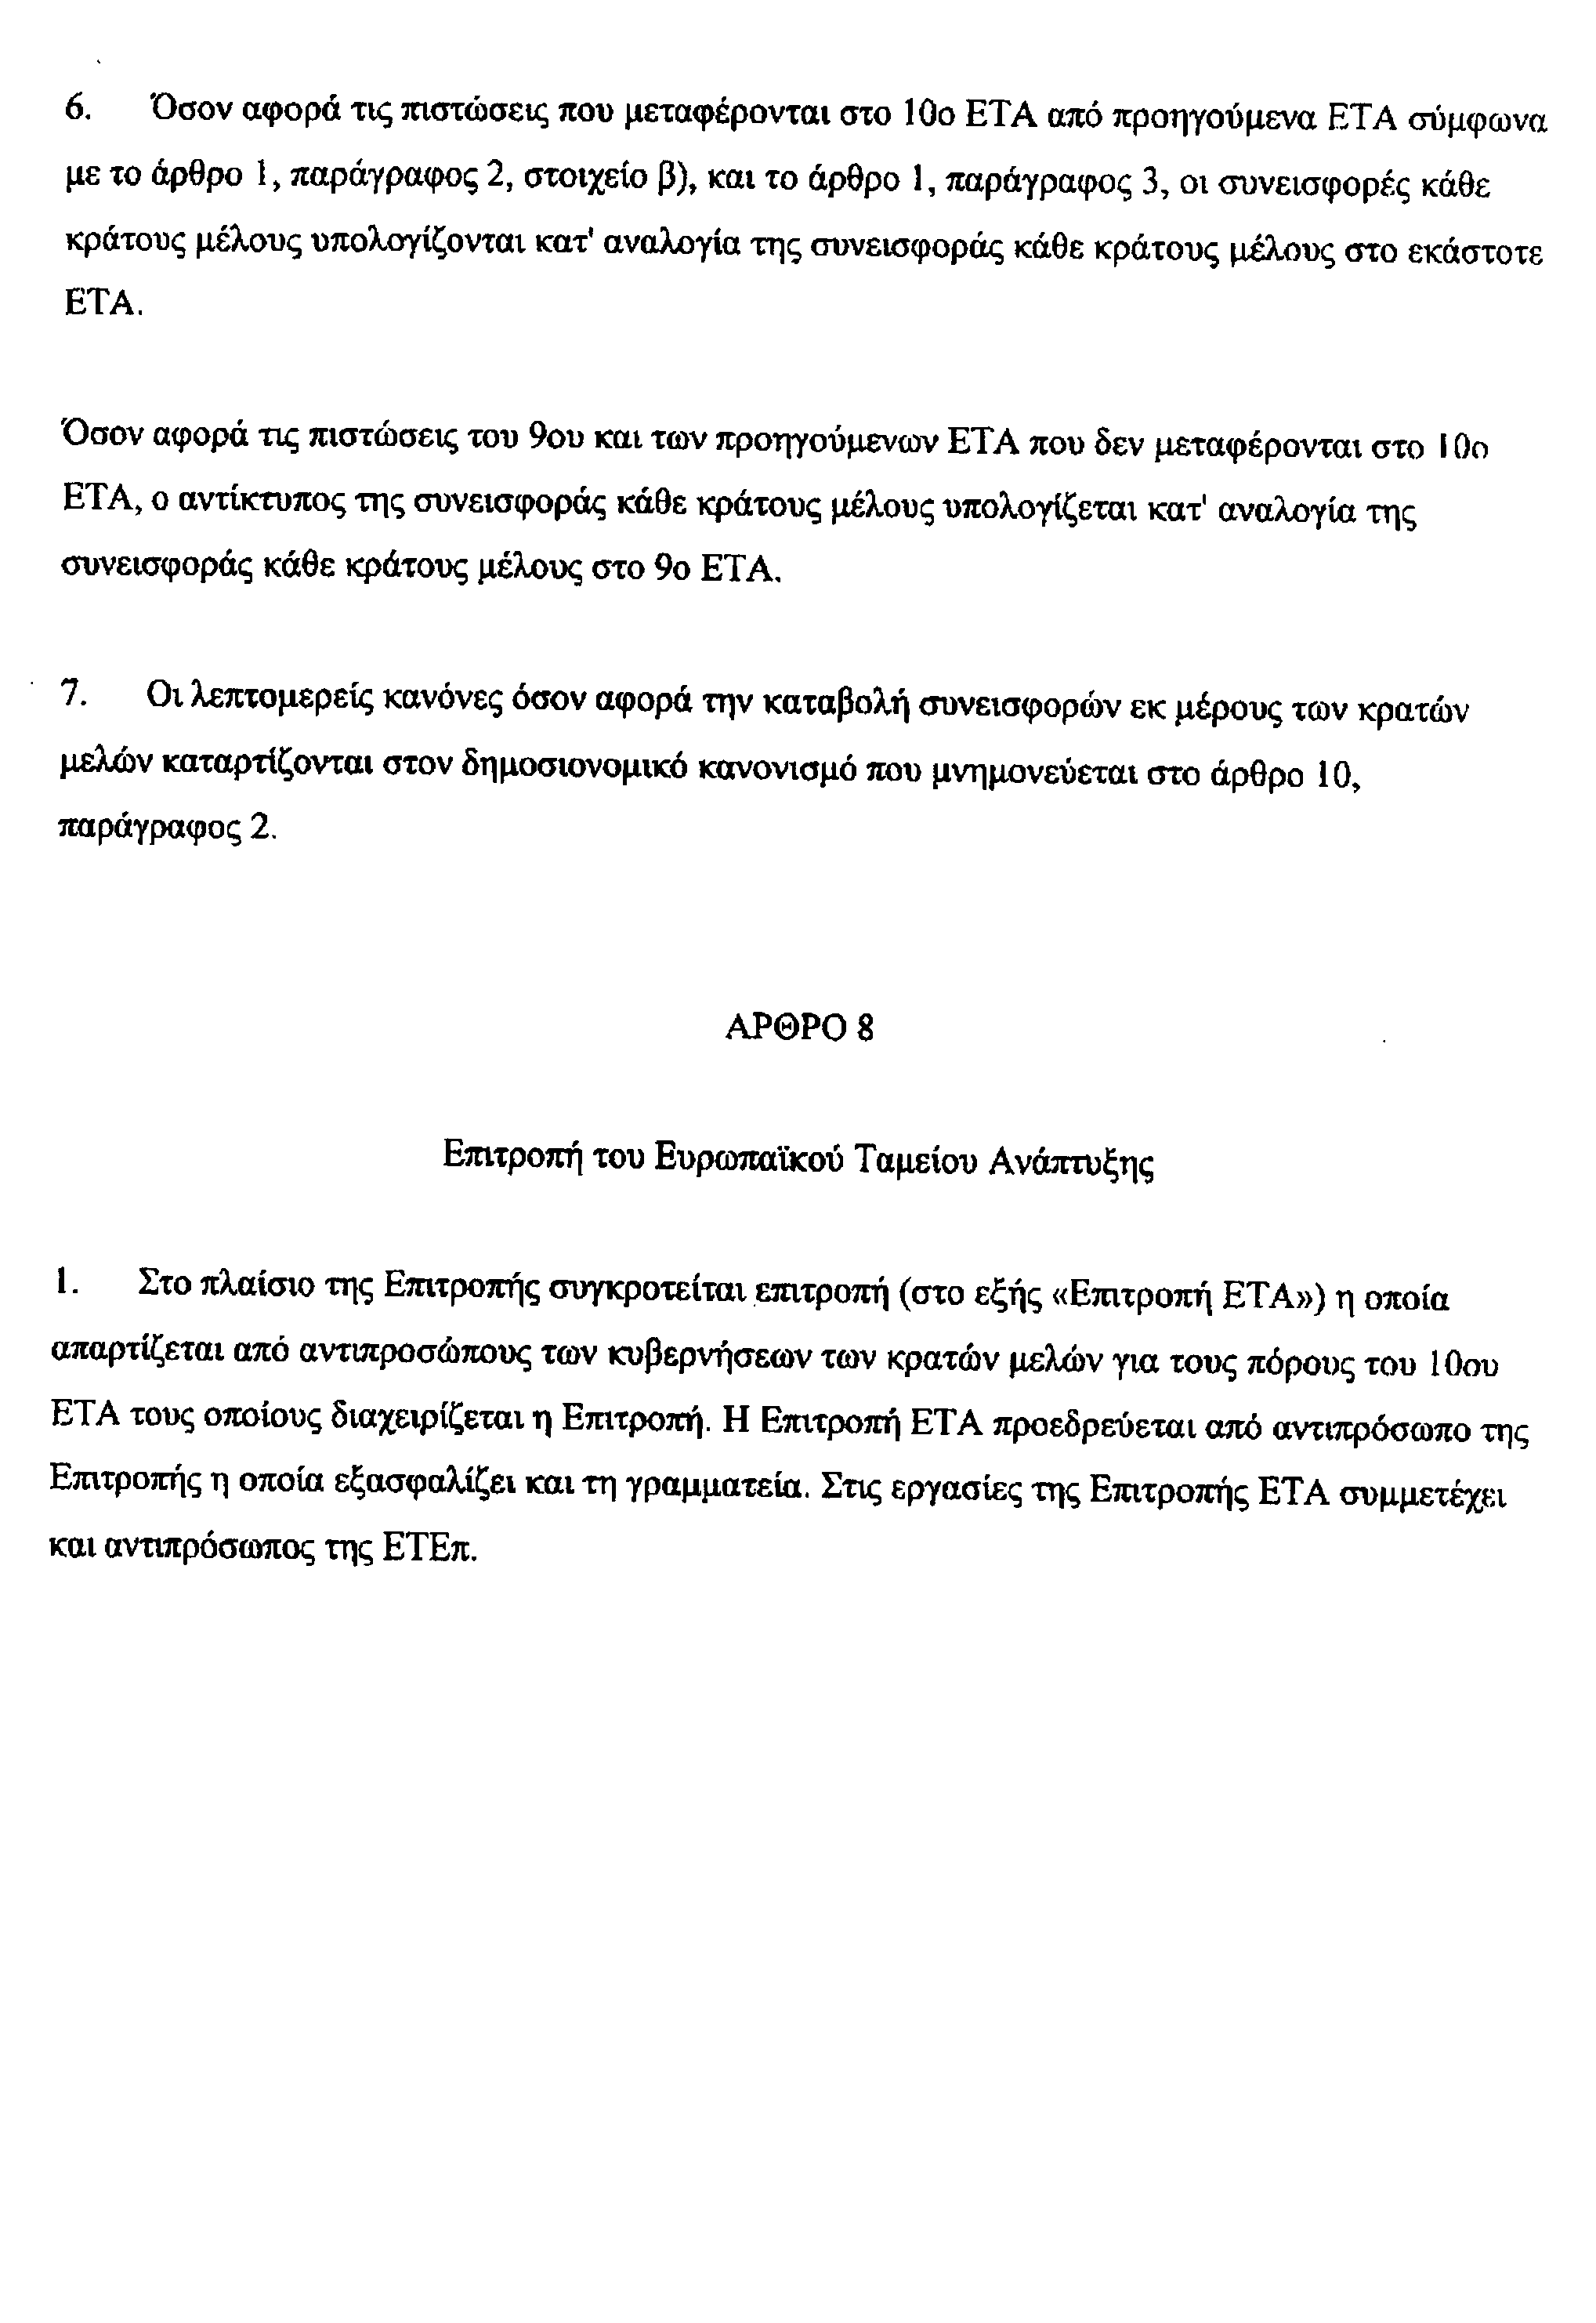 6. Όσον αφορά τις πιστώσεις που μεταφέρονται στο 10ο ΕΤΑ από προηγούμενα ΕΤΑ σύμφωνα
με το άρθρο 1, παράγραφος 2, στοιχείο β), και το άρθρο 1, παράγραφος 3, οι συνεισφορές κάθε
κράτους μέλους υπολογίζονται κατ' αναλογία της συνεισφοράς κάθε κράτους μέλους στο εκάστοτε
ΕΤΑ.
Όσον αφορά τις πιστώσεις του 9ου και των προηγούμενων ΕΤΑ που δεν μεταφέρονται στο 10ο
ΕΤΑ, ο αντίκτυπος της συνεισφοράς κάθε κράτους μέλους υπολογίζεται κατ' αναλογία της
συνεισφοράς κάθε κράτους μέλους στο 9ο ΕΤΑ.
7. Οι λεπτομερείς κανόνες όσον αφορά την καταβολή συνεισφορών εκ μέρους των κρατών
μελών καταρτίζονται στον δημοσιονομικό κανονισμό που μνημονεύεται στο άρθρο 10,
παράγραφος 2.
ΑΡΘΡΟ 8
Επιτροπή του Ευρωπαϊκού Ταμείου Ανάπτυξης
1. Στο πλαίσιο της Επιτροπής συγκροτείται επιτροπή (στο εξής «Επιτροπή ΕΤΑ») η οποία
απαρτίζεται από αντιπροσώπους των κυβερνήσεων των κρατών μελών για τους πόρους του 10ου
ΕΤΑ τους οποίους διαχειρίζεται η Επιτροπή. Η Επιτροπή ΕΤΑ προεδρεύεται από αντιπρόσωπο της
Επιτροπής η οποία εξασφαλίζει και τη γραμματεία. Στις εργασίες της Επιτροπής ΕΤΑ συμμετέχει
και αντιπρόσωπος της ΕΤΕπ.